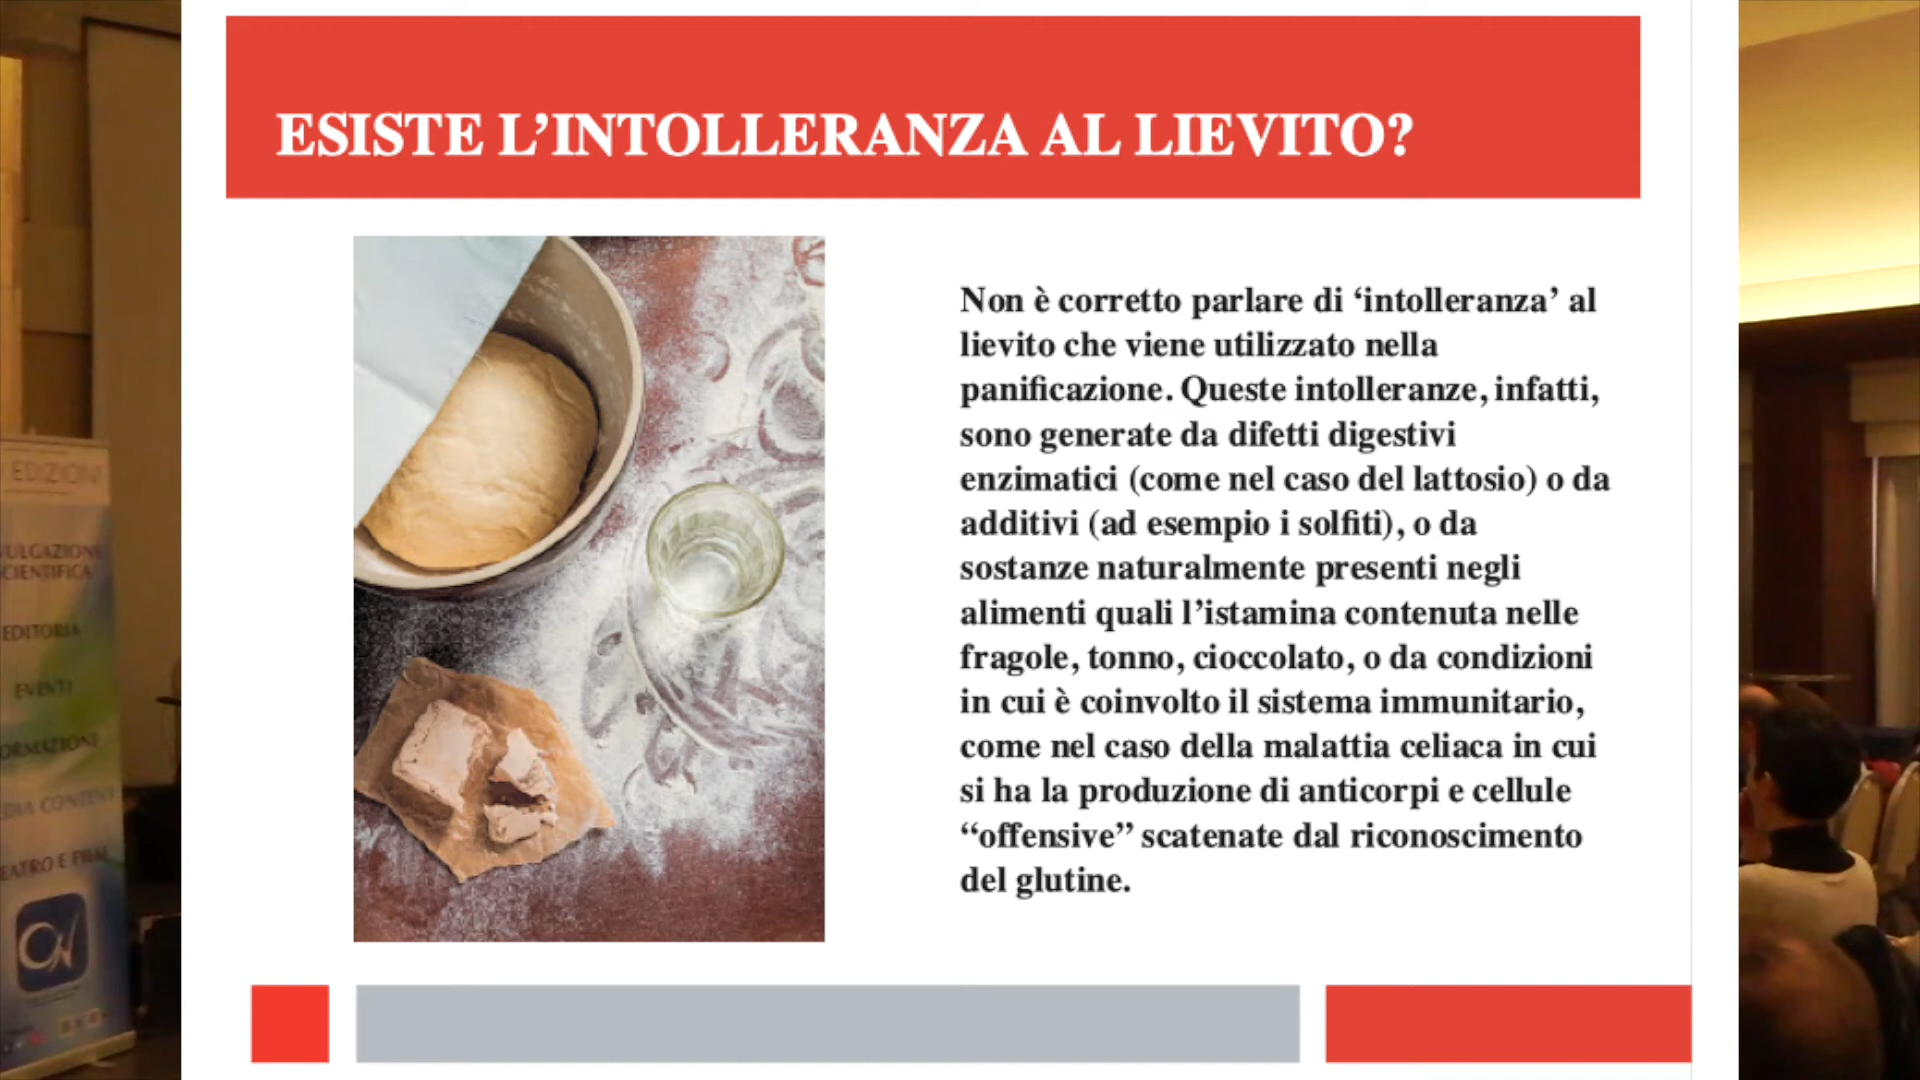 ESISTE L’INTOLLERANZA AL LIEVITO?
Non è corretto parlare di ‘intolleranza’ al
lievito che viene utilizzato nella
panificazione. Queste intolleranze, infatti,
sono generate da difetti digestivi
enzimatici (come nel caso del lattosio) o da
additivi (ad esempio i solfiti), o da
sostanze naturalmente presenti negli
alimenti quali l’istamina contenuta nelle
fragole, tonno, cioccolato, o da condizioni
in cui è coinvolto il sistema immunitario,
come nel caso della malattia celiaca in cui
si ha la produzione di anticorpi e cellule
“offensive” scatenate dal riconoscimento
del glutine.
EDIZIONI
EDITORIA
EVENTI